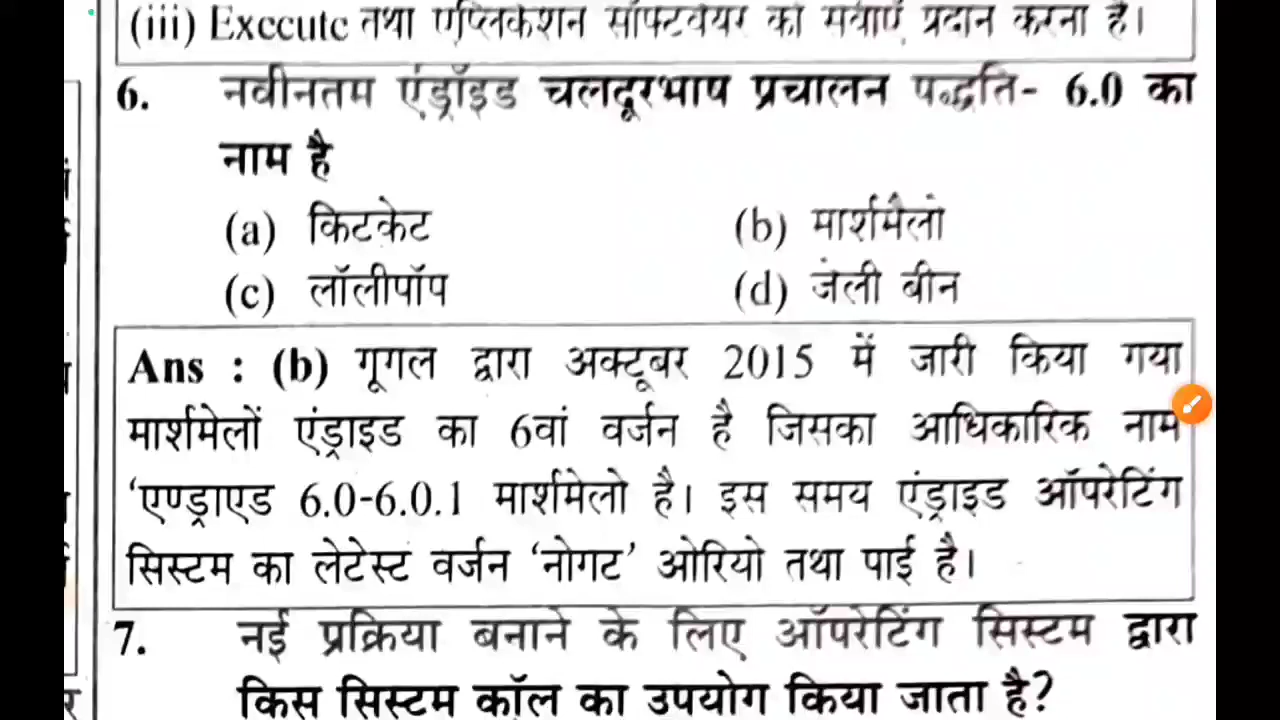 (iii) Execute तथा एप्लिकेशन सॉफ्टवेयर को सेवाएँ प्रदान करना है।
6. नवीनतम एंड्रॉइड चलदूरभाष प्रचालन पद्धति- 6.0 का
नाम है
(a) किटकेट (b) मार्शमैलो
(c) लॉलीपॉप (d) जेली बीन
Ans : (b) गूगल द्वारा अक्टूबर 2015 में जारी किया गया
मार्शमेलों एंड्राइड का 6वां वर्जन है जिसका आधिकारिक नाम
‘एण्ड्राएड 6.0-6.0.1 मार्शमेलो है। इस समय एंड्राइड ऑपरेटिंग
सिस्टम का लेटेस्ट वर्जन ‘नोगट’ ओरियो तथा पाई है।
7. नई प्रक्रिया बनाने के लिए ऑपरेटिंग सिस्टम द्वारा
किस सिस्टम कॉल का उपयोग किया जाता है?